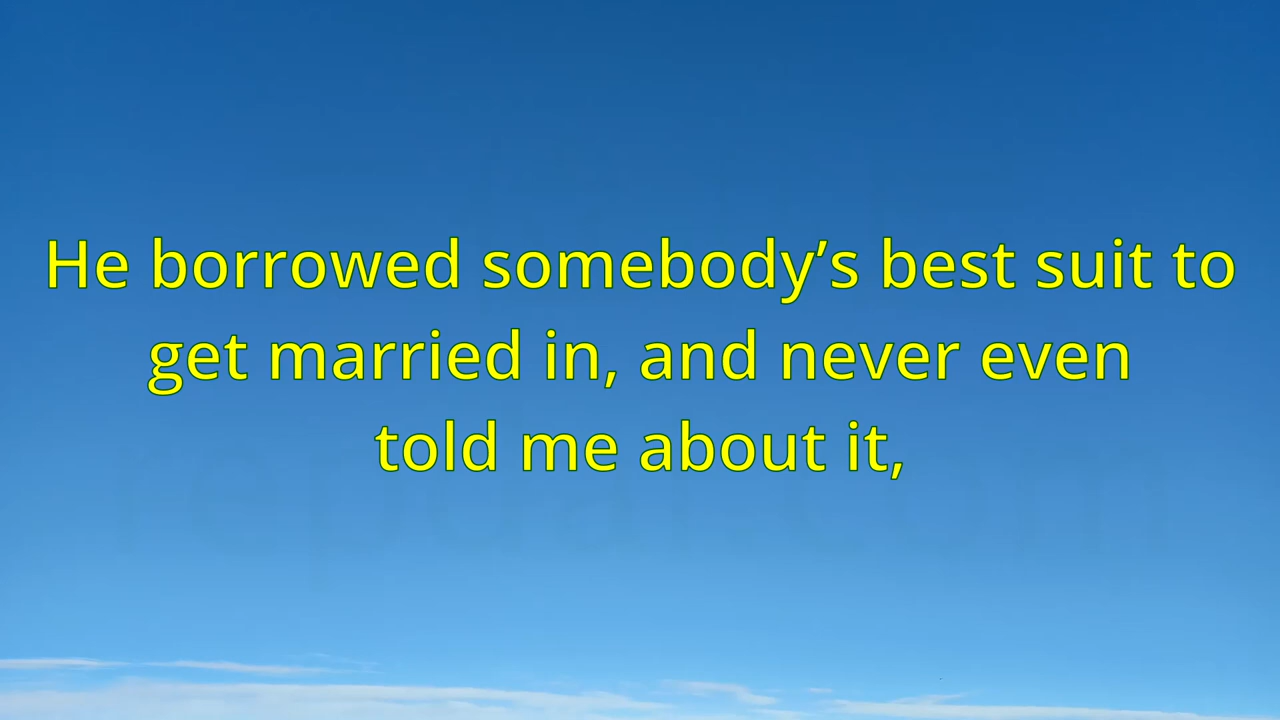 He borrowed somebody’s best suit to
get married in, and never even
told me about it,